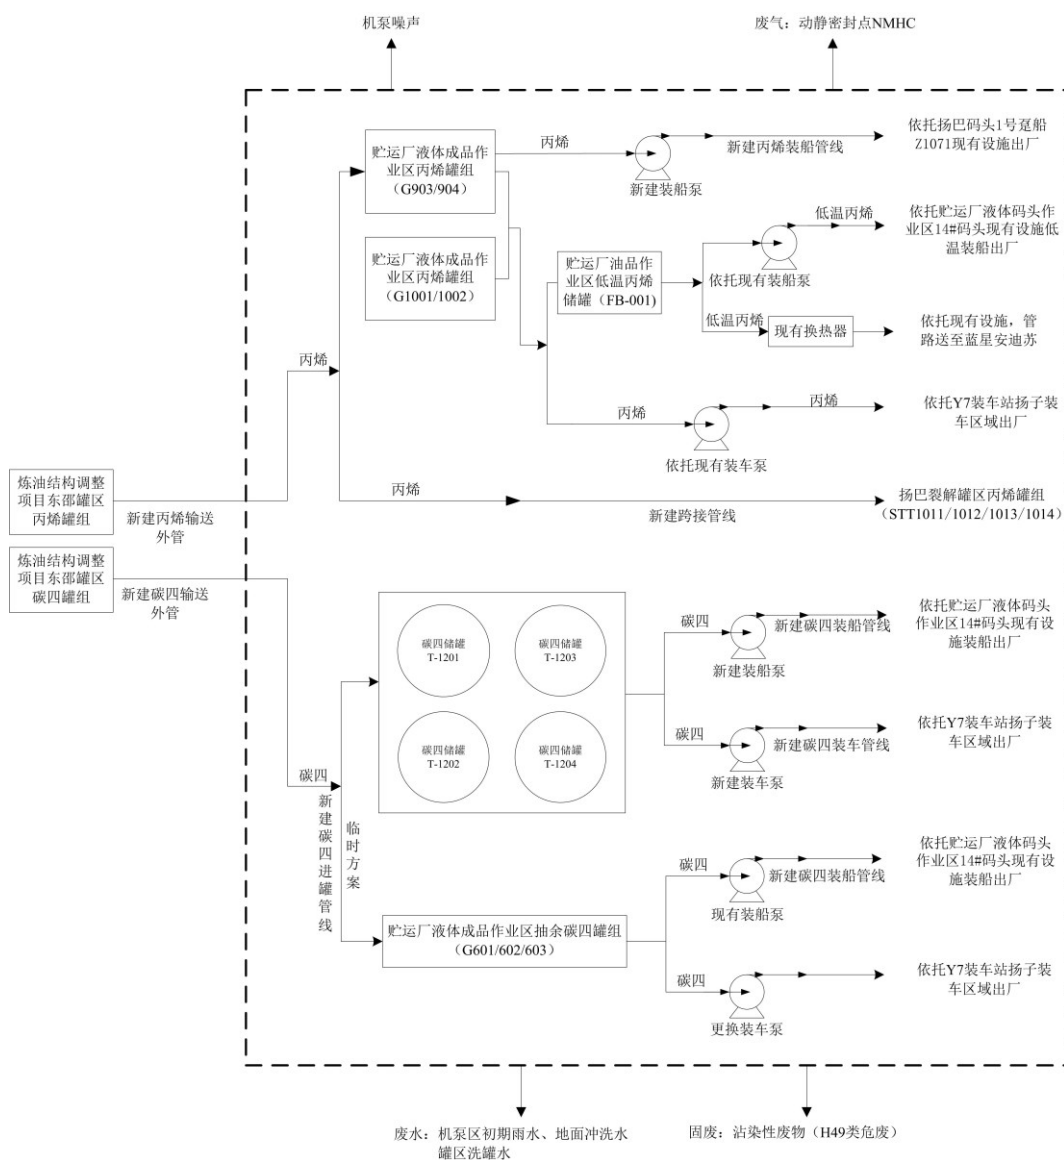 机泵噪声
废气：动静密封点NMHC
贮运厂液体成品作
业区丙烯罐组
（G903/904）
丙烯
新建装船泵
新建丙烯装船管线
依托扬巴码头1号趸船
Z1071现有设施出厂
贮运厂液体成品作
业区丙烯罐组
（G1001/1002）
贮运厂油品作
业区低温丙烯
储罐（FB-001)
依托现有装船泵
低温丙烯
依托贮运厂液体码头作
业区14#码头现有设施低
温装船出厂
低温丙烯
现有换热器
依托现有设施，管
路送至蓝星安迪苏
丙烯
丙烯
依托现有装车泵
丙烯
依托Y7装车站扬子装
车区域出厂
炼油结构调整
项目东邵罐区
丙烯罐组
新建丙烯输送
外管
丙烯
新建跨接管线
扬巴裂解罐区丙烯罐组
（STT1011/1012/1013/1014）
炼油结构调整
项目东邵罐区
碳四罐组
新建碳四输送
外管
碳四储罐
T-1201
碳四储罐
T-1203
碳四储罐
T-1202
碳四储罐
T-1204
碳四
新建装船泵
新建碳四装船管线
依托贮运厂液体码头
作业区14#码头现有设
施装船出厂
碳四
新建装车泵
新建碳四装车管线
依托Y7装车站扬子装
车区域出厂
碳四
新建碳四进罐管线
临时方案
贮运厂液体成品作业区抽余碳四罐组
（G601/602/603）
碳四
现有装船泵
新建碳四装船管线
依托贮运厂液体码头
作业区14#码头现有设
施装船出厂
碳四
更换装车泵
依托Y7装车站扬子装
车区域出厂
废水：机泵区初期雨水、地面冲洗水
罐区洗罐水
固废：沾染性废物（H49类危废）